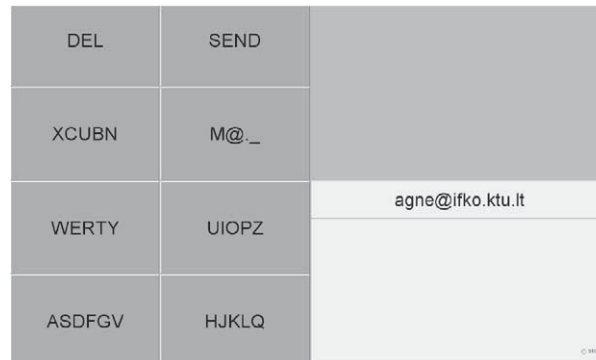 DEL SEND
XCUBN M@._
agne@ifko.ktu.lt
WERTY UIOPZ
ASDFGV HJKLQ